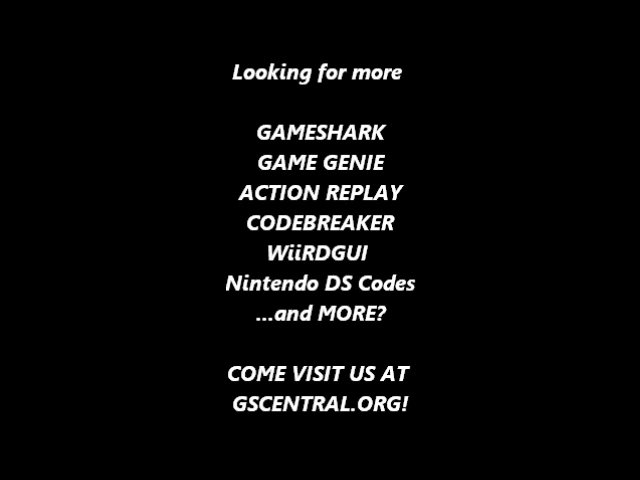 Looking for more
GAMESHARK
GAME GENIE
ACTION REPLAY
CODEBREAKER
WiiRDGUI
Nintendo DS Codes
...and MORE?
COME VISIT US AT
GSCENTRAL.ORG!